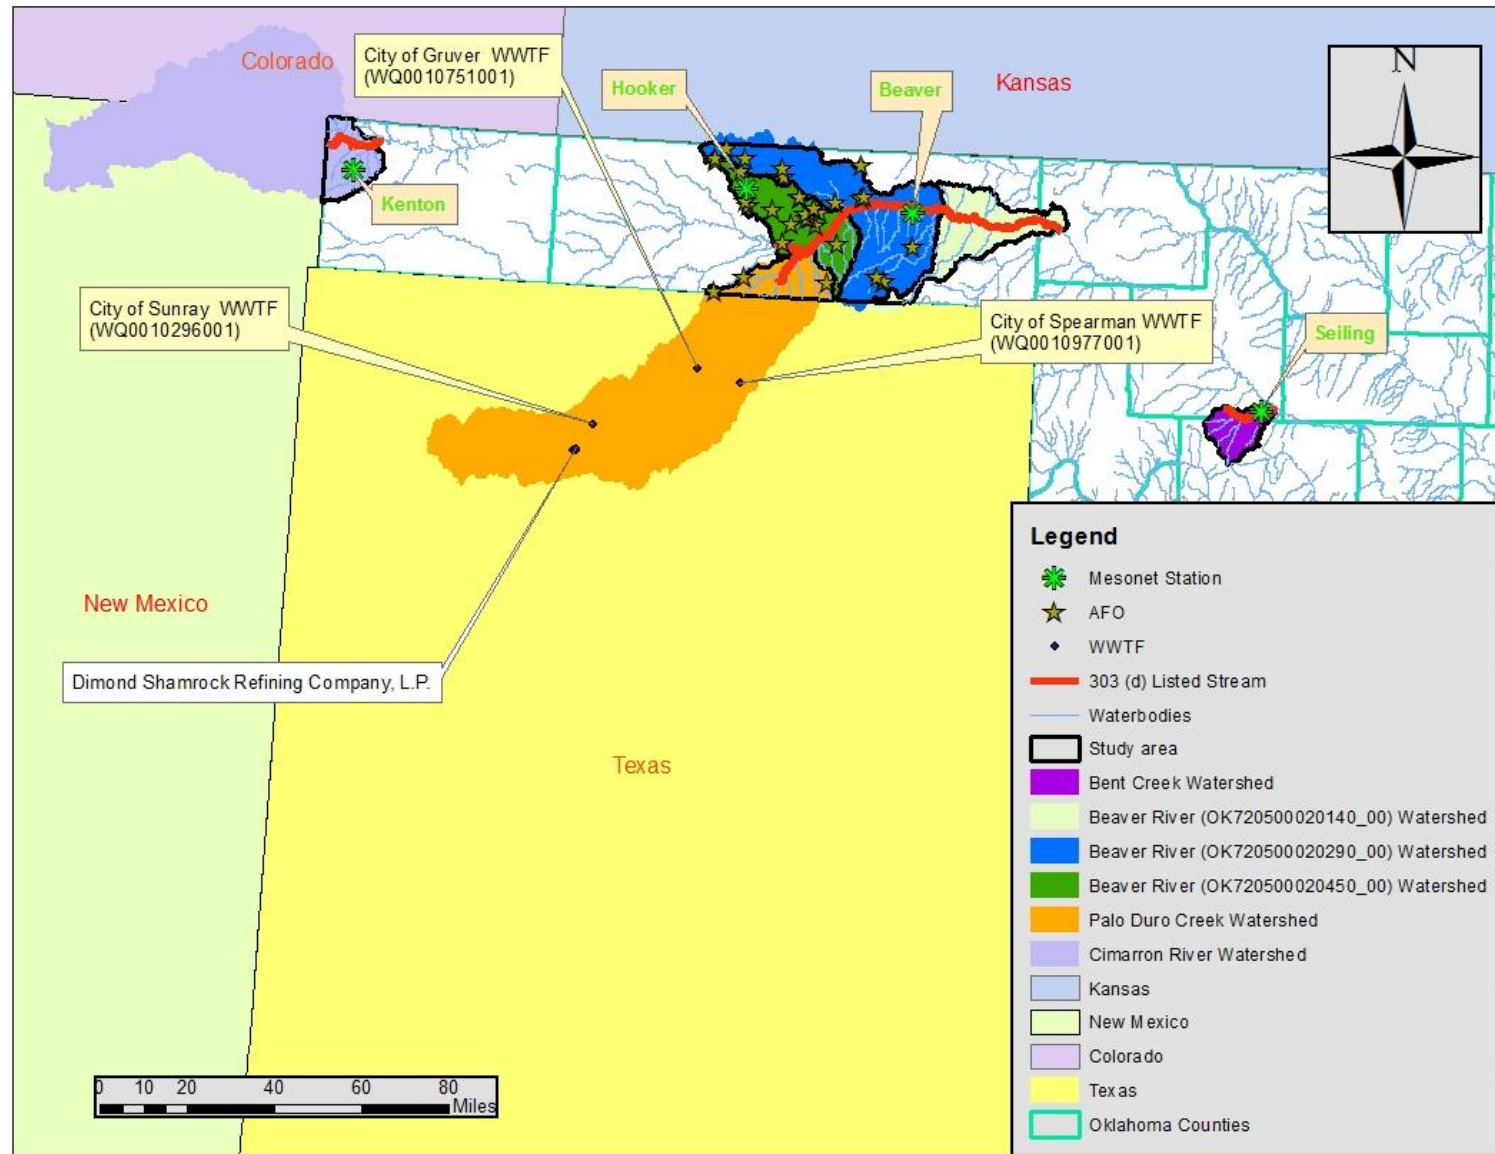 Colorado
City of Gruver WWTF
(WQ0010751001)
Hooker
Beaver
Kansas
N
Kenton
City of Sunray WWTF
(WQ0010296001)
City of Spearman WWTF
(WQ0010977001)
Seiling
New Mexico
Dimond Shamrock Refining Company, L.P.
Texas
Legend
Mesonet Station
AFO
WWTF
303 (d) Listed Stream
Waterbodies
Study area
Bent Creek Watershed
Beaver River (OK720500020140_00) Watershed
Beaver River (OK720500020290_00) Watershed
Beaver River (OK720500020450_00) Watershed
Palo Duro Creek Watershed
Cimarron River Watershed
Kansas
New Mexico
Colorado
Texas
Oklahoma Counties
0 10 20 40 60 80
Miles